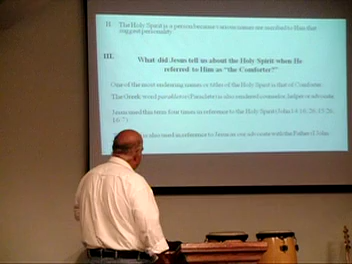 II. The Holy Spirit is a person because various names are ascribed to Him that
suggest personality.
III.
What did Jesus tell us about the Holy Spirit when He
referred to Him as "the Comforter?"
One of the most endearing names or titles of the Holy Spirit is that of Comforter.
The Greek word (Paraclete) is also rendered counselor, helper or advocate.
Jesus used this term four times in reference to the Holy Spirit (John 14:16, 26; 15:26;
16:7)
is also used in reference to Jesus as our advocate with the Father (I John